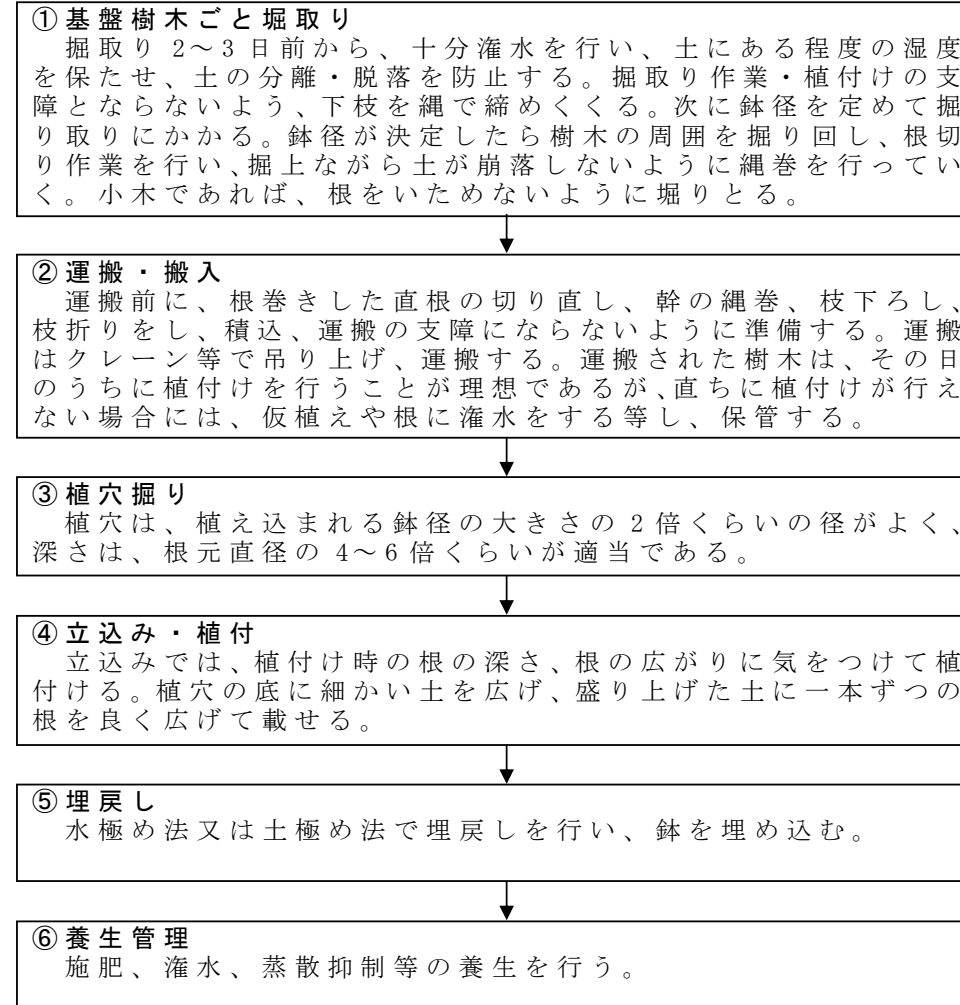 ①基盤樹木ごと堀取り
掘取り2～3日前から、十分潅水を行い、土にある程度の湿度
を保たせ、土の分離・脱落を防止する。掘取り作業・植付けの支
障とならないよう、下枝を縄で締めくくる。次に鉢径を定めて掘
り取りにかかる。鉢径が決定したら樹木の周囲を掘り回し、根切
り作業を行い、掘上ながら土が崩落しないように縄巻を行ってい
く。小木であれば、根をいためないように堀りとる。
②運搬・搬入
運搬前に、根巻きした直根の切り直し、幹の縄巻、枝下ろし、
枝折りをし、積込、運搬の支障にならないように準備する。運搬
はクレーン等で吊り上げ、運搬する。運搬された樹木は、その日
のうちに植付けを行うことが理想であるが、直ちに植付けが行え
ない場合には、仮植えや根に潅水をする等し、保管する。
③植穴掘り
植穴は、植え込まれる鉢径の大きさの2倍くらいの径がよく、
深さは、根元直径の4～6倍くらいが適当である。
④立込み・植付
立込みでは、植付け時の根の深さ、根の広がりに気をつけて植
付ける。植穴の底に細かい土を広げ、盛り上げた土に一本ずつの
根を良く広げて載せる。
⑤埋戻し
水極め法又は土極め法で埋戻しを行い、鉢を埋め込む。
⑥養生管理
施肥、潅水、蒸散抑制等の養生を行う。